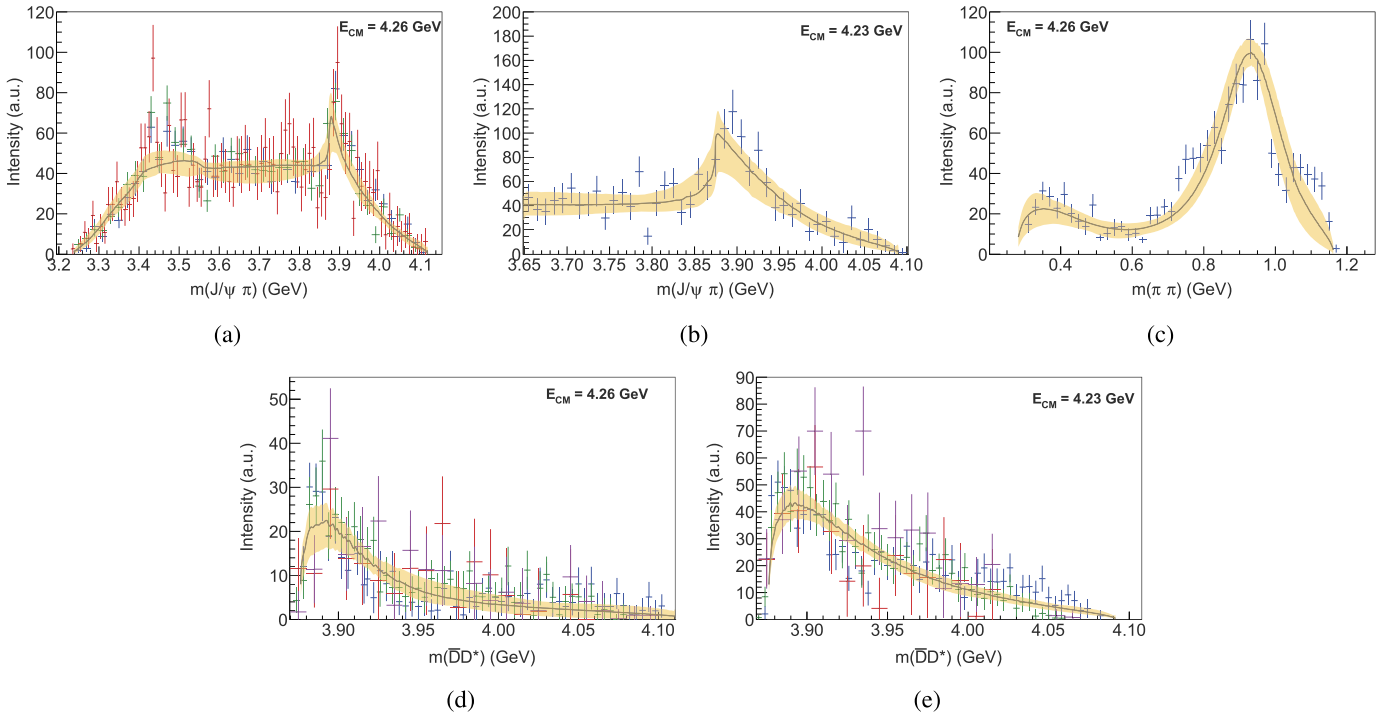 120
100
80
60
40
20
0
Intensity (a.u.)
E_CM = 4.26 GeV
3.2 3.3 3.4 3.5 3.6 3.7 3.8 3.9 4.0
m(J/ψ π) (GeV)
(a)
200
180
160
140
120
100
80
60
40
20
0
Intensity (a.u.)
E_CM = 4.23 GeV
3.65 3.70 3.75 3.80 3.85 3.90 3.95 4.00 4.05 4.10
m(J/ψ π) (GeV)
(b)
120
100
80
60
40
20
0
Intensity (a.u.)
E_CM = 4.26 GeV
0.4 0.6 0.8 1.0 1.2
m(π π) (GeV)
(c)
50
40
30
20
10
0
Intensity (a.u.)
E_CM = 4.26 GeV
3.90 3.95 4.00 4.05 4.10
m(D̅D*) (GeV)
(d)
90
80
70
60
50
40
30
20
10
0
Intensity (a.u.)
E_CM = 4.23 GeV
3.90 3.95 4.00 4.05 4.10
m(D̅D*) (GeV)
(e)